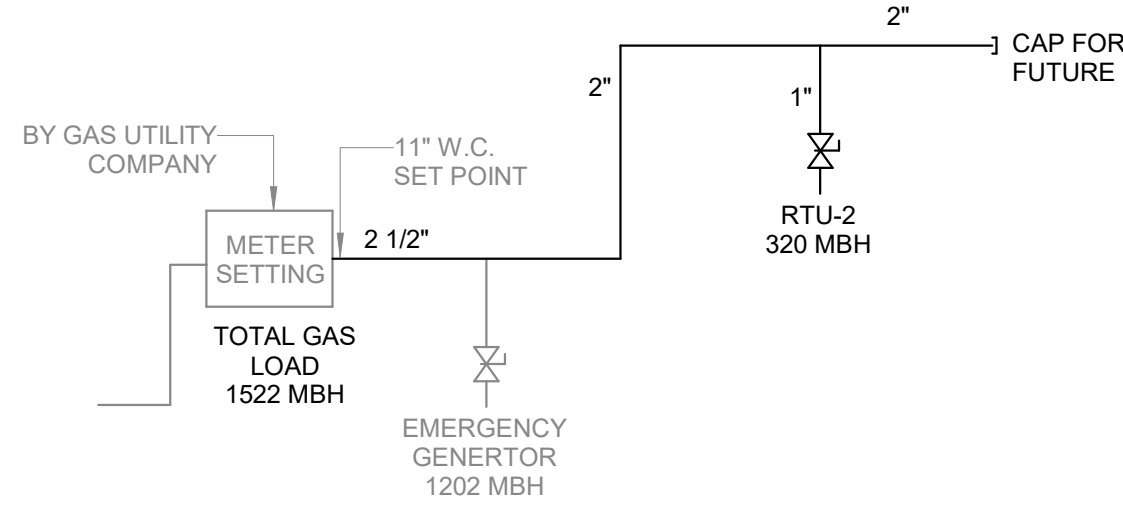 2"
CAP FOR
FUTURE
2"
1"
BY GAS UTILITY
COMPANY
11" W.C.
SET POINT
RTU-2
320 MBH
METER
SETTING
2 1/2"
TOTAL GAS
LOAD
1522 MBH
EMERGENCY
GENERTOR
1202 MBH